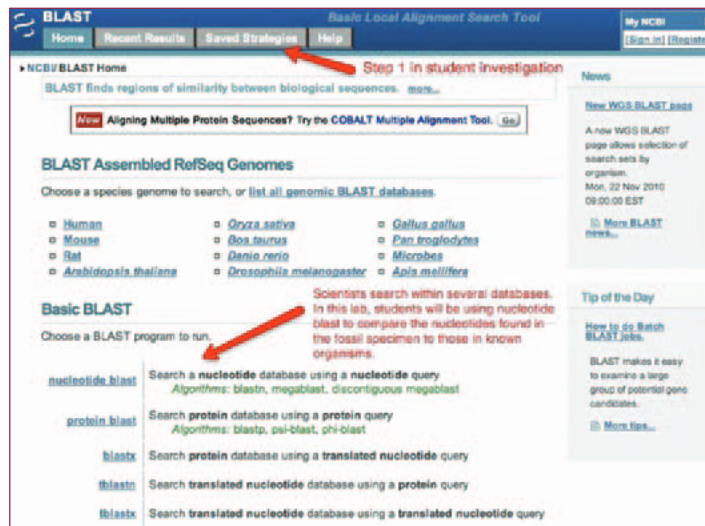 BLAST
Basic Local Alignment Search Tool
My NCBI
Home Recent Results Saved Strategies Help
[Sign In] [Registe
Step 1 in student investigation
NCBI/ BLAST Home
BLAST finds regions of similarity between biological sequences. more...
New Aligning Multiple Protein Sequences? Try the COBALT Multiple Alignment Tool. Go
BLAST Assembled RefSeq Genomes
Choose a species genome to search, or list all genomic BLAST databases.
Human
Mouse
Rat
Arabidopsis thaliana
Oryza sativa
Bos taurus
Danio rerio
Drosophila melanogaster
Gallus gallus
Pan troglodytes
Microbes
Apis mellifera
Scientists search within several databases.
In this lab, students will be using nucleotide
blast to compare the nucleotides found in
the fossil specimen to those in known
organisms.
Basic BLAST
Choose a BLAST program to run.
nucleotide blast Search a nucleotide database using a nucleotide query
Algorithms: blastn, megablast, discontiguous megablast
protein blast Search protein database using a protein query
Algorithms: blastp, psi-blast, phi-blast
blastx Search protein database using a translated nucleotide query
tblastn Search translated nucleotide database using a protein query
tblastx Search translated nucleotide database using a translated nucleotide query
News
New WGS BLAST page
A new WGS BLAST
page allows selection of
search sets by
organism.
Mon, 22 Nov 2010
09:00:00 EST
More BLAST
news...
Tip of the Day
How to do Batch
BLAST jobs.
BLAST makes it easy
to examine a large
group of potential gene
candidates.
More tips...